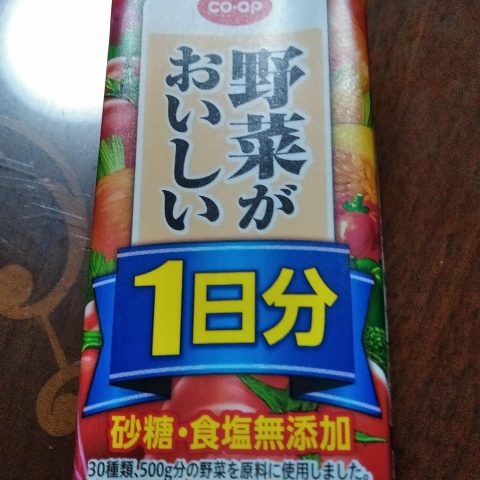 CO・OP
野菜が
おいしい
1日分
砂糖・食塩無添加
30種類、500g分の野菜を原料に使用しました。